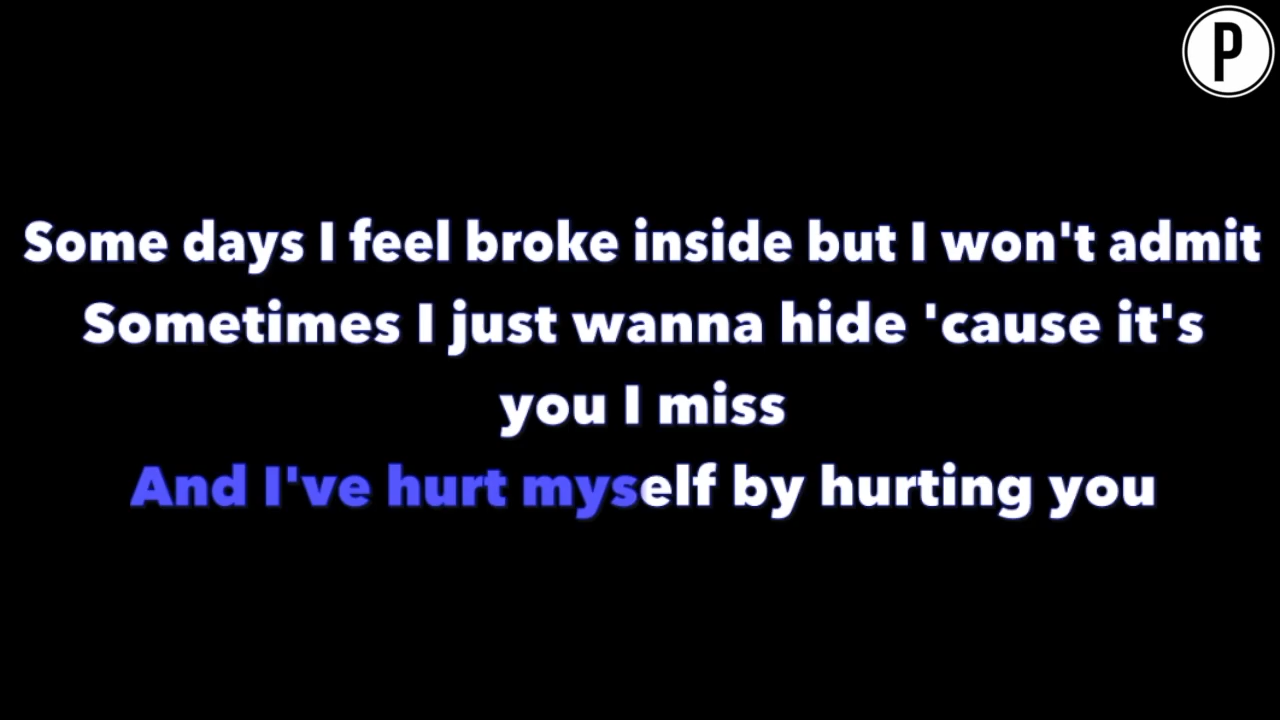 P
Some days I feel broke inside but I won't admit
Sometimes I just wanna hide 'cause it's
you I miss
And I've hurt myself by hurting you